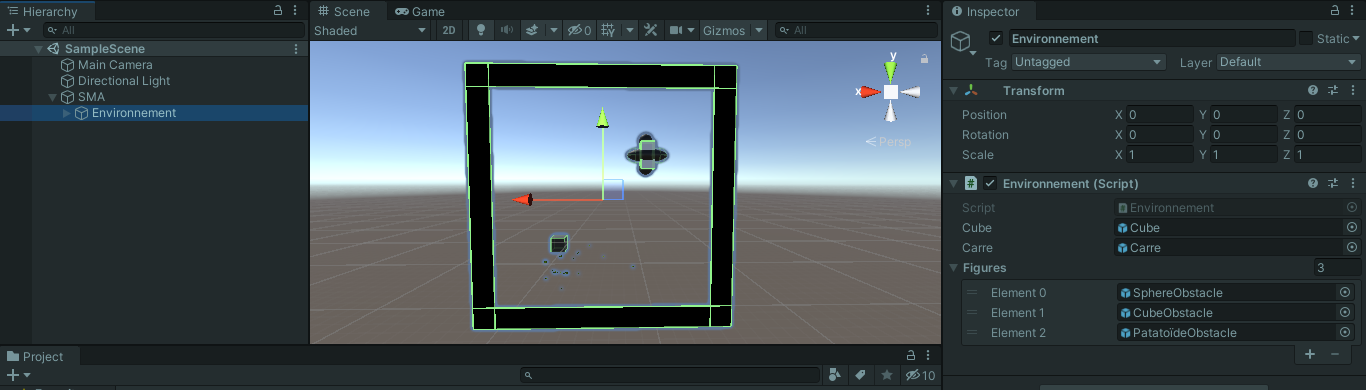 Hierarchy
All
SampleScene
Main Camera
Directional Light
SMA
Environnement
Scene
Game
Shaded
2D
0
Gizmos
All
y
x
Persp
Project
10
Inspector
Environnement
Static
Tag Untagged Layer Default
Transform
Position X 0 Y 0 Z 0
Rotation X 0 Y 0 Z 0
Scale X 1 Y 1 Z 1
Environnement (Script)
Script Environnement
Cube Cube
Carre Carre
Figures 3
Element 0 SphereObstacle
Element 1 CubeObstacle
Element 2 PatatoïdeObstacle